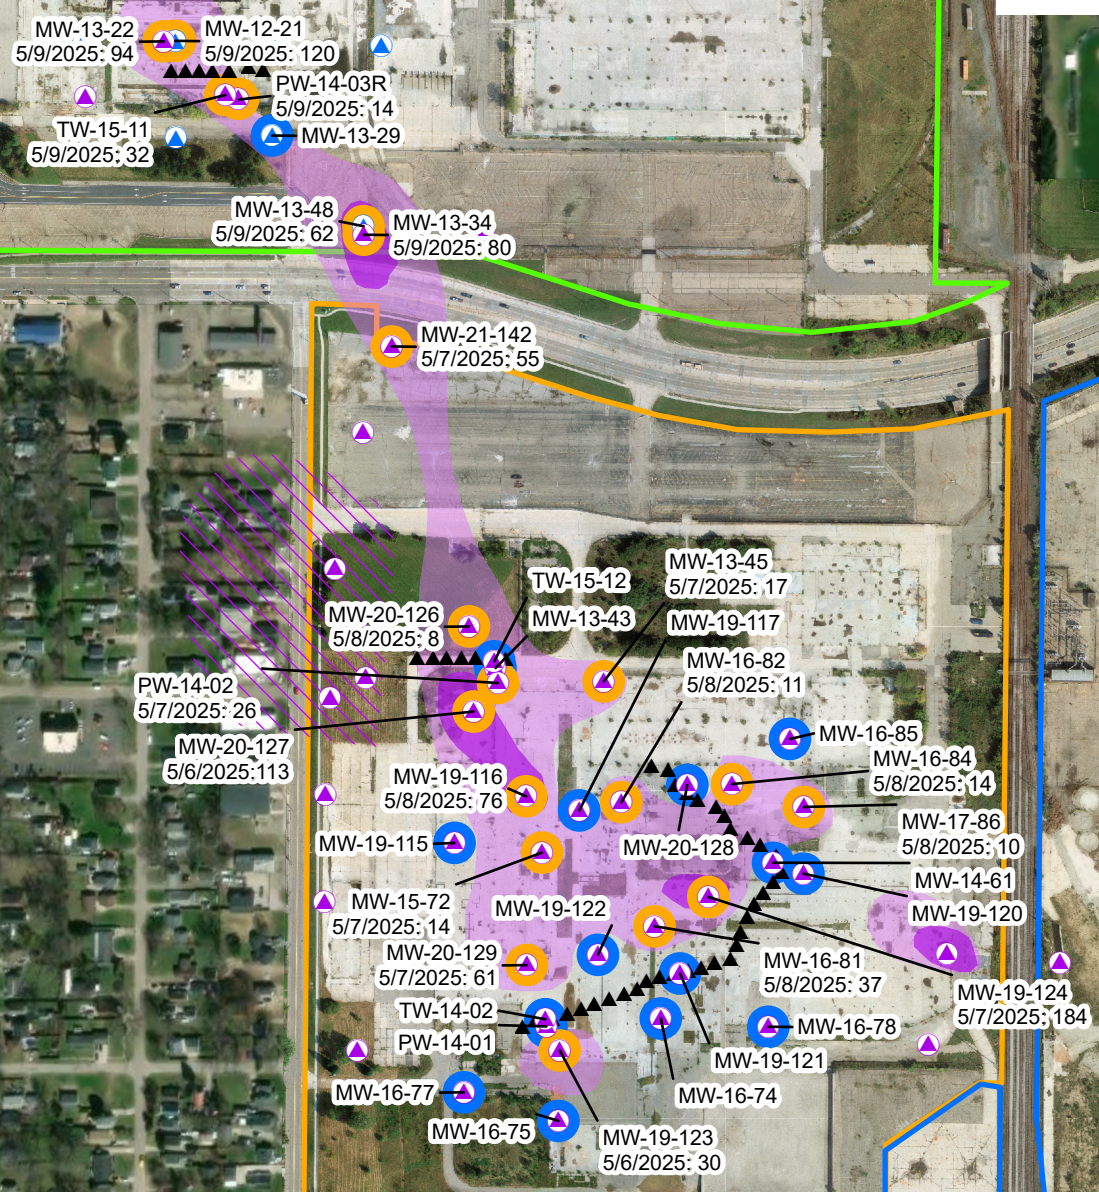 MW-13-22
5/9/2025: 94
MW-12-21
5/9/2025: 120
PW-14-03R
5/9/2025: 14
TW-15-11
5/9/2025: 32
MW-13-29
MW-13-48
5/9/2025: 62
MW-13-34
5/9/2025: 80
MW-21-142
5/7/2025: 55
MW-13-45
5/7/2025: 17
TW-15-12
MW-13-43
MW-20-126
5/8/2025: 8
MW-19-117
MW-16-82
5/8/2025: 11
PW-14-02
5/7/2025: 26
MW-20-127
5/6/2025:113
MW-16-85
MW-16-84
5/8/2025: 14
MW-19-116
5/8/2025: 76
MW-17-86
5/8/2025: 10
MW-19-115
MW-20-128
MW-14-61
MW-15-72
5/7/2025: 14
MW-19-122
MW-19-120
MW-20-129
5/7/2025: 61
MW-16-81
5/8/2025: 37
MW-19-124
5/7/2025: 184
TW-14-02
PW-14-01
MW-16-78
MW-19-121
MW-16-77
MW-16-74
MW-16-75
MW-19-123
5/6/2025: 30